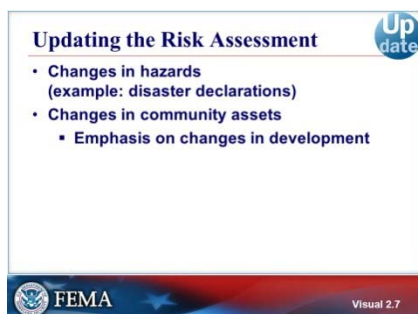 Updating the Risk Assessment
Up
date
• Changes in hazards
(example: disaster declarations)
• Changes in community assets
▪ Emphasis on changes in development
FEMA
Visual 2.7